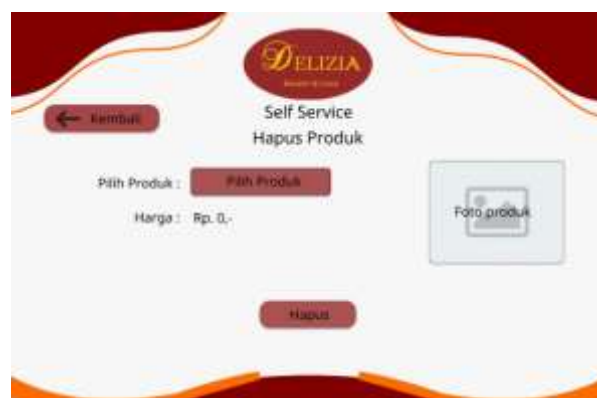 DELIZIA
Self Service
Hapus Produk
Kembali
Pilih Produk :
Pilih Produk
Harga :
Rp. 0,-
Foto produk
Hapus